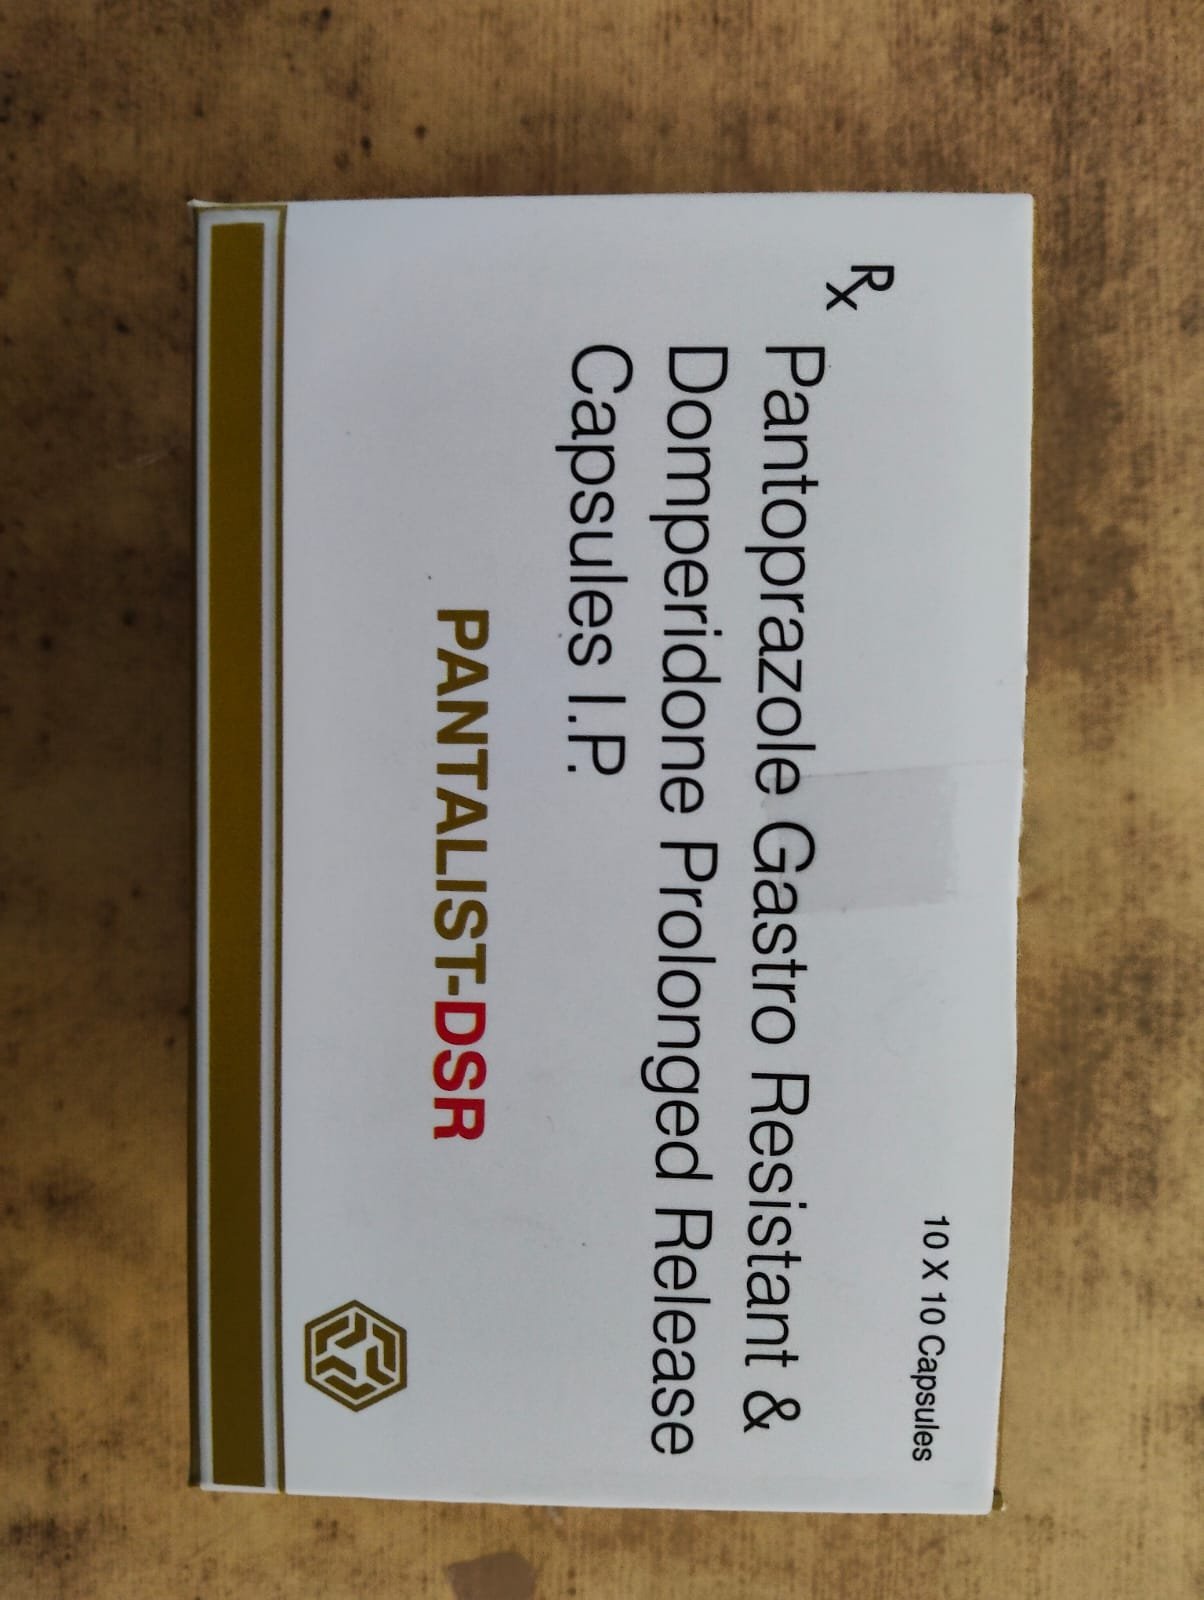 10 X 10 Capsules
Rx
Pantoprazole Gastro Resistant &
Domperidone Prolonged Release
Capsules I.P.
PANTALIST-DSR